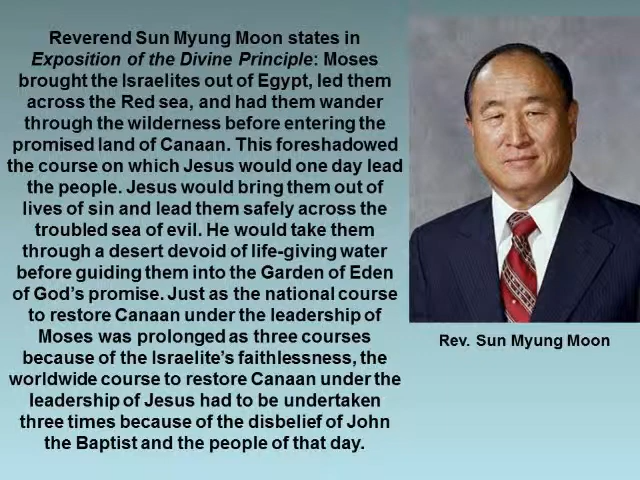 Reverend Sun Myung Moon states in
Exposition of the Divine Principle: Moses
brought the Israelites out of Egypt, led them
across the Red sea, and had them wander
through the wilderness before entering the
promised land of Canaan. This foreshadowed
the course on which Jesus would one day lead
the people. Jesus would bring them out of
lives of sin and lead them safely across the
troubled sea of evil. He would take them
through a desert devoid of life-giving water
before guiding them into the Garden of Eden
of God's promise. Just as the national course
to restore Canaan under the leadership of
Moses was prolonged as three courses
because of the Israelite's faithlessness, the
worldwide course to restore Canaan under the
leadership of Jesus had to be undertaken
three times because of the disbelief of John
the Baptist and the people of that day.
Rev. Sun Myung Moon